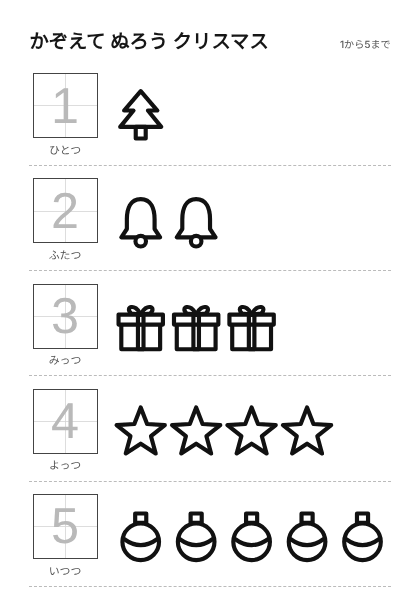 かぞえて ぬろう クリスマス
1から5まで
1
ひとつ
2
ふたつ
3
みっつ
4
よっつ
5
いつつ